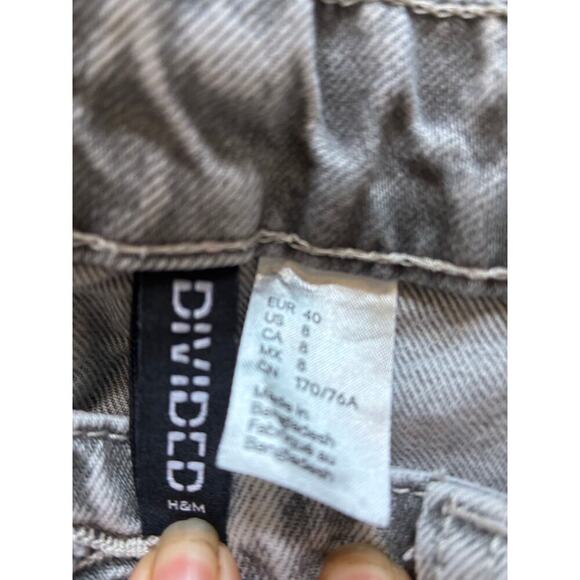 DIVIDED
H&M
EUR 40
US 8
CA 8
MX 8
CN 170/76A
Made in
Bangladesh
Fabriqué au
Bangladesh